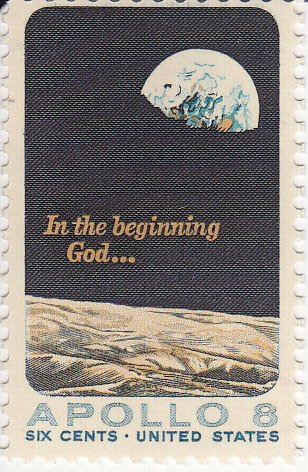 In the beginning
God...
APOLLO 8
SIX CENTS · UNITED STATES